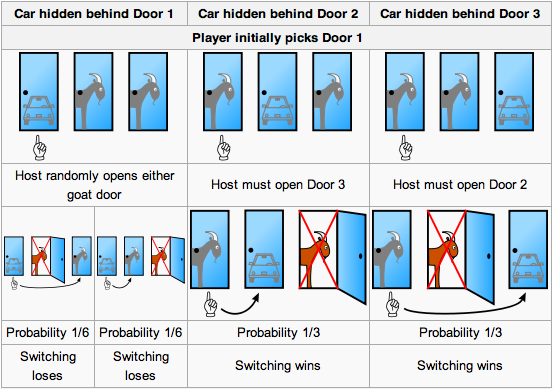 Car hidden behind Door 1
Car hidden behind Door 2
Car hidden behind Door 3
Player initially picks Door 1
Host randomly opens either
goat door
Host must open Door 3
Host must open Door 2
Probability 1/6
Probability 1/6
Probability 1/3
Probability 1/3
Switching
loses
Switching
loses
Switching wins
Switching wins